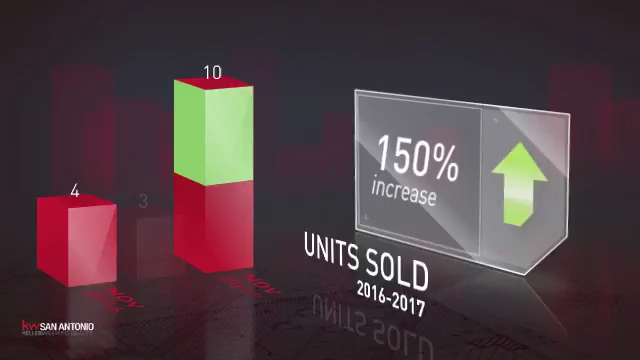 10
4
3
150%
increase
UNITS SOLD
2016-2017
NOV
NOV
kw SAN ANTONIO